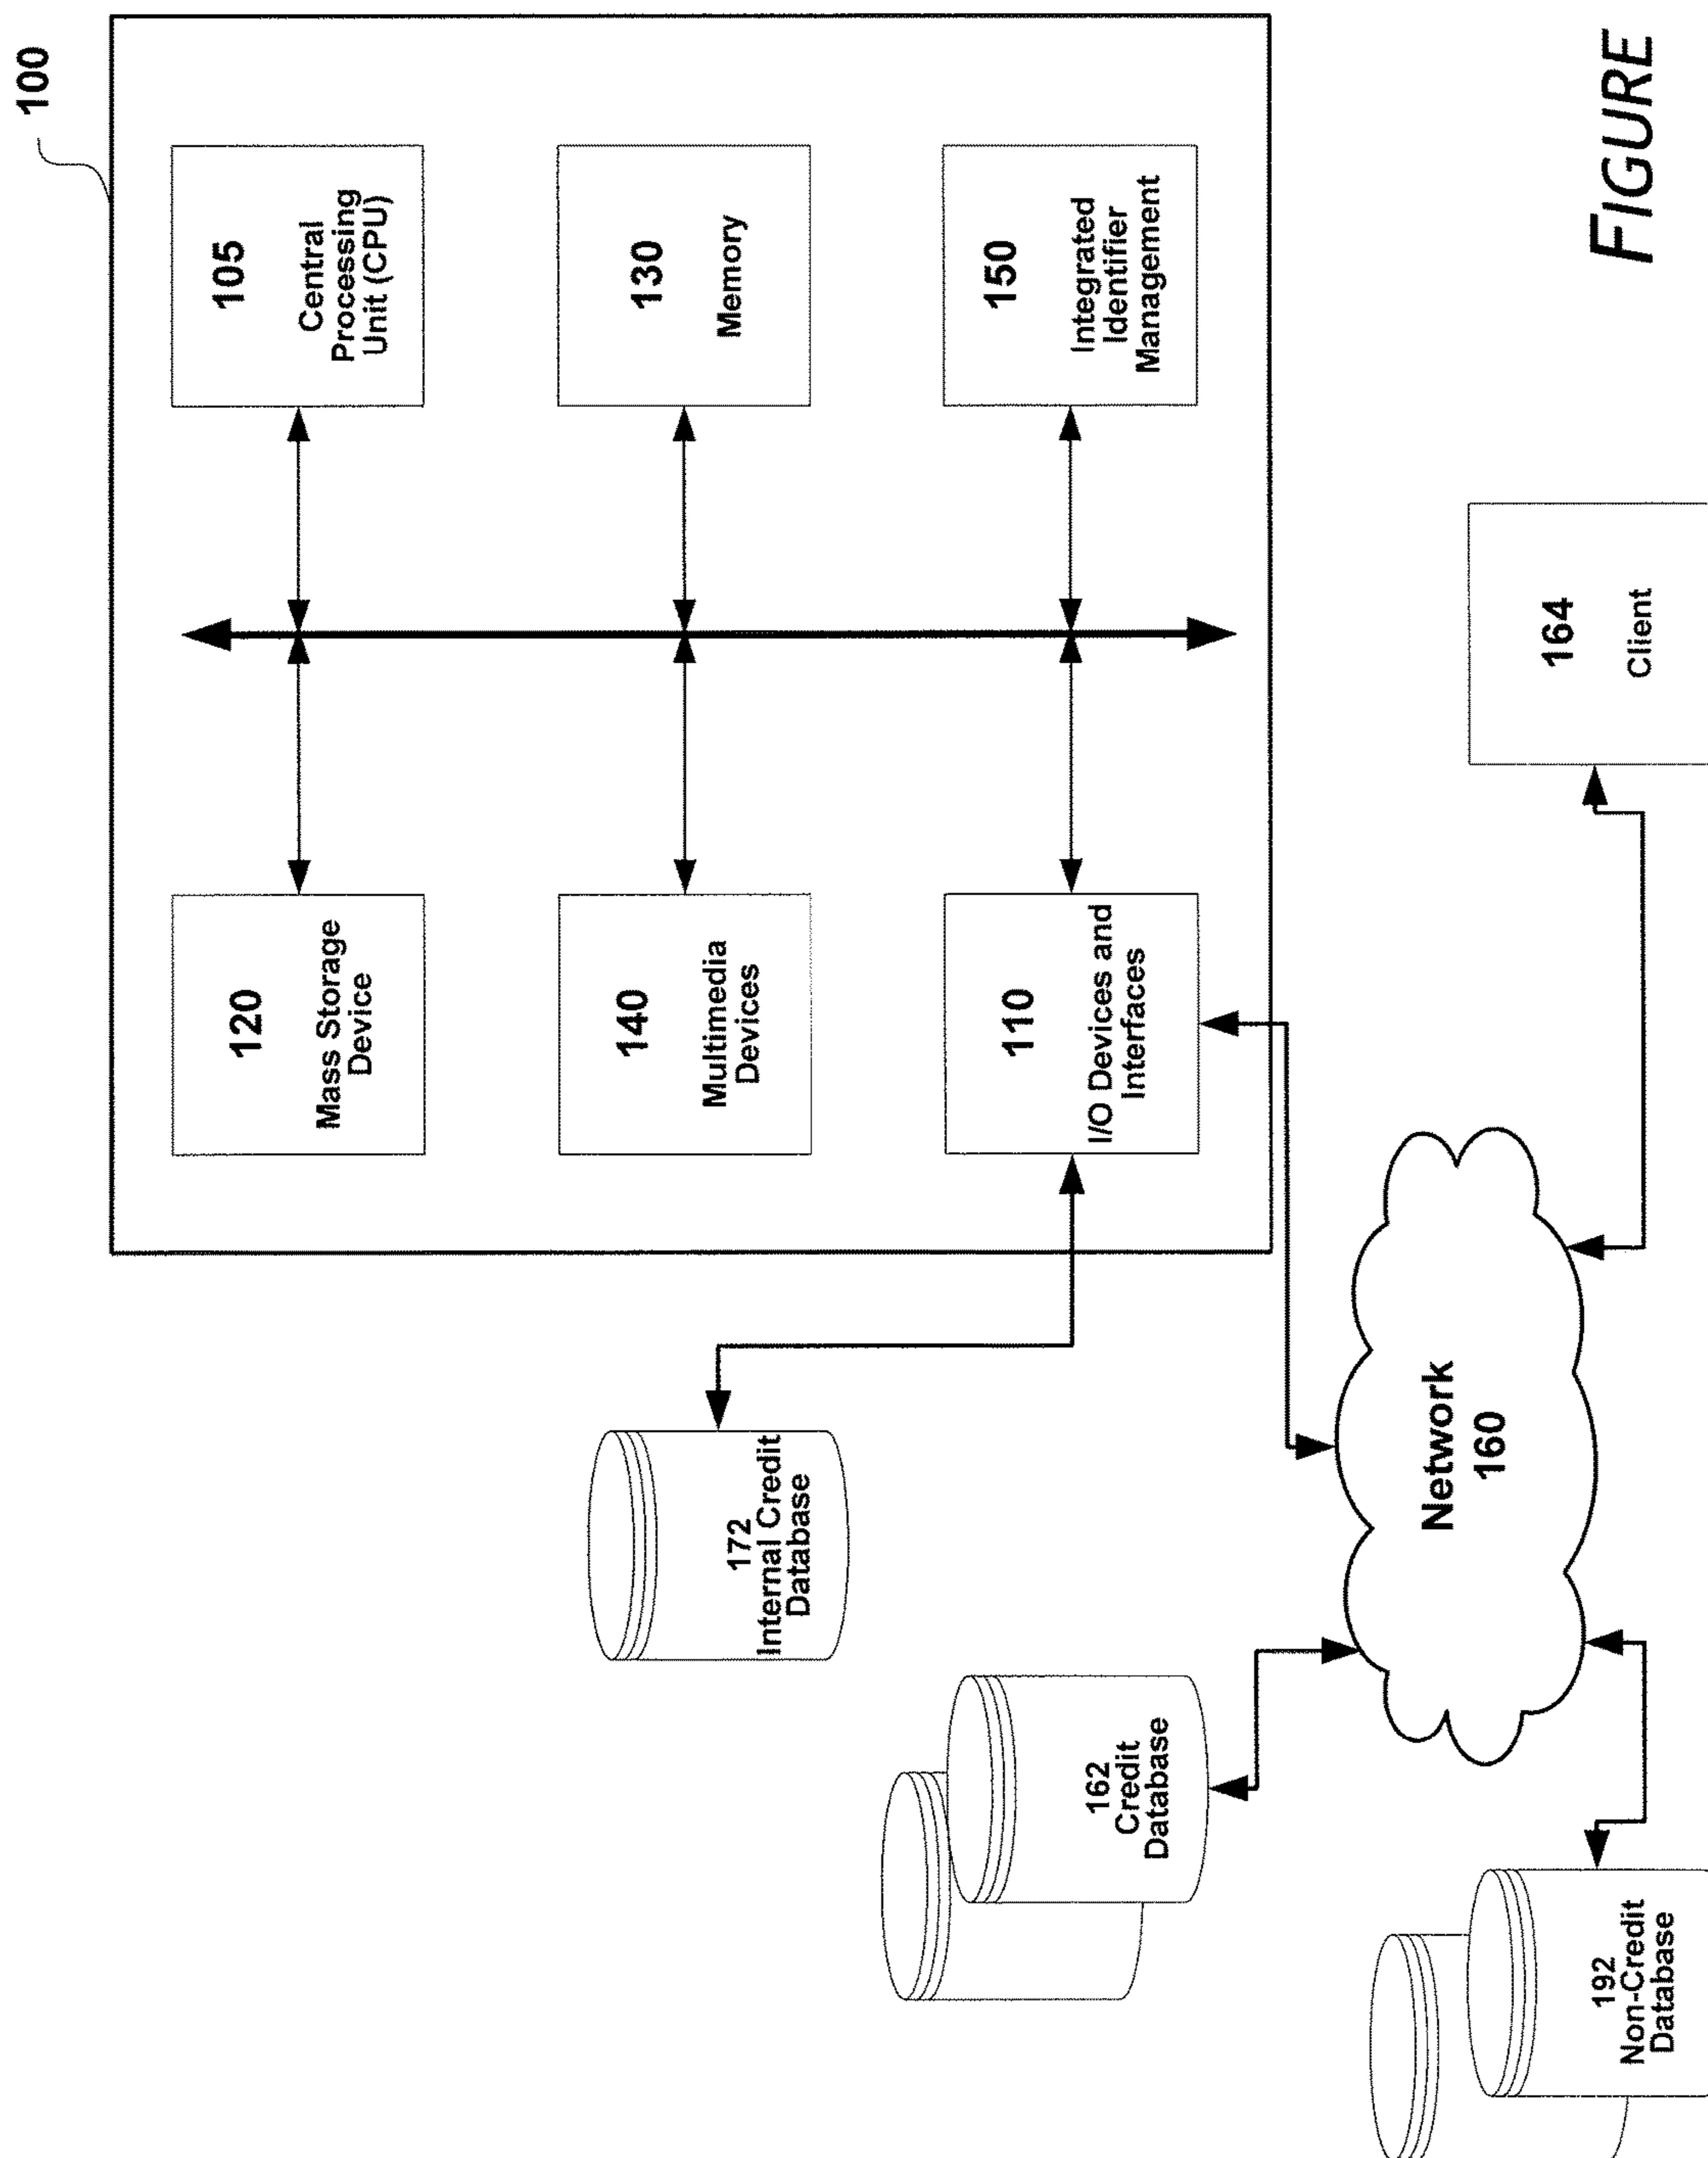 100
120
Mass Storage
Device
105
Central
Processing
Unit (CPU)
172
Internal Credit
Database
140
Multimedia
Devices
130
Memory
162
Credit
Database
110
I/O Devices and
Interfaces
150
Integrated
Identifier
Management
Network
160
192
Non-Credit
Database
164
Client
FIGURE